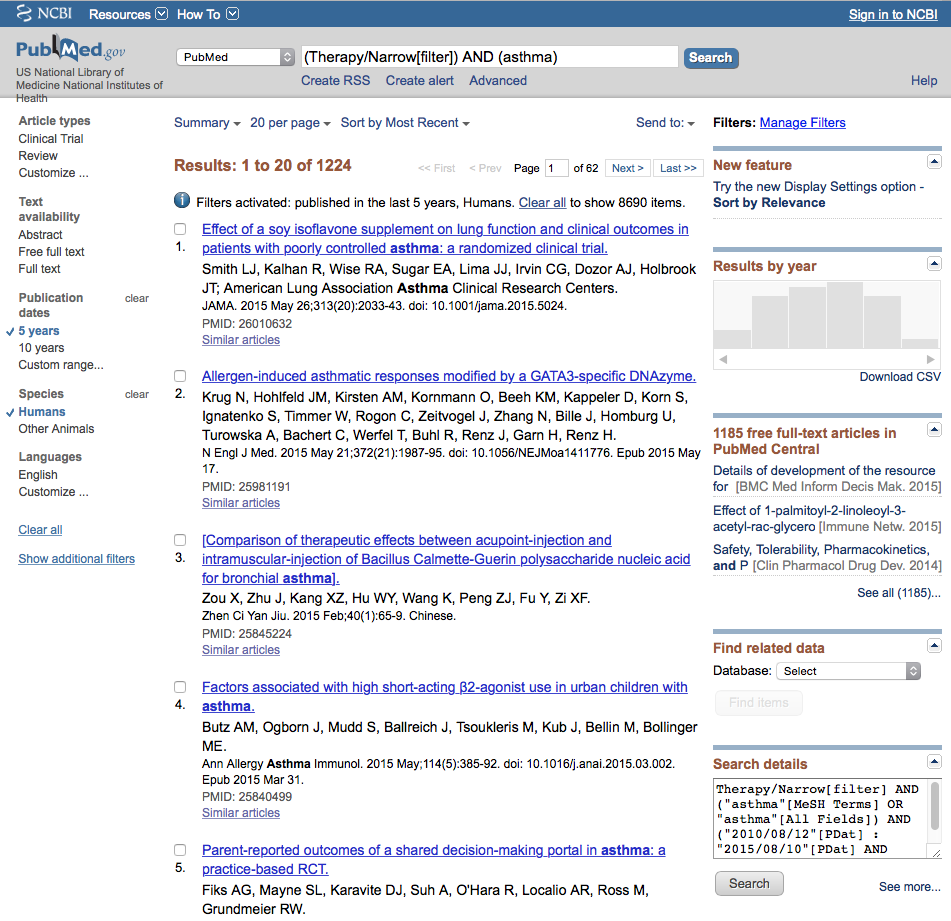 NCBI Resources How To Sign in to NCBI
PubMed.gov
US National Library of
Medicine National Institutes of
Health
PubMed (Therapy/Narrow[filter]) AND (asthma) Search
Create RSS Create alert Advanced Help
Article types
Clinical Trial
Review
Customize ...
Text
availability
Abstract
Free full text
Full text
Publication clear
dates
5 years
10 years
Custom range...
Species clear
Humans
Other Animals
Languages
English
Customize ...
Clear all
Show additional filters
Summary 20 per page Sort by Most Recent Send to:
Results: 1 to 20 of 1224
<< First < Prev Page 1 of 62 Next > Last >>
Filters activated: published in the last 5 years, Humans. Clear all to show 8690 items.
1. Effect of a soy isoflavone supplement on lung function and clinical outcomes in
patients with poorly controlled asthma: a randomized clinical trial.
Smith LJ, Kalhan R, Wise RA, Sugar EA, Lima JJ, Irvin CG, Dozor AJ, Holbrook
JT; American Lung Association Asthma Clinical Research Centers.
JAMA. 2015 May 26;313(20):2033-43. doi: 10.1001/jama.2015.5024.
PMID: 26010632
Similar articles
2. Allergen-induced asthmatic responses modified by a GATA3-specific DNAzyme.
Krug N, Hohlfeld JM, Kirsten AM, Kornmann O, Beeh KM, Kappeler D, Korn S,
Ignatenko S, Timmer W, Rogon C, Zeitvogel J, Zhang N, Bille J, Homburg U,
Turowska A, Bachert C, Werfel T, Buhl R, Renz J, Garn H, Renz H.
N Engl J Med. 2015 May 21;372(21):1987-95. doi: 10.1056/NEJMoa1411776. Epub 2015 May
17.
PMID: 25981191
Similar articles
3. [Comparison of therapeutic effects between acupoint-injection and
intramuscular-injection of Bacillus Calmette-Guerin polysaccharide nucleic acid
for bronchial asthma].
Zou X, Zhu J, Kang XZ, Hu WY, Wang K, Peng ZJ, Fu Y, Zi XF.
Zhen Ci Yan Jiu. 2015 Feb;40(1):65-9. Chinese.
PMID: 25845224
Similar articles
4. Factors associated with high short-acting β2-agonist use in urban children with
asthma.
Butz AM, Ogborn J, Mudd S, Ballreich J, Tsoukleris M, Kub J, Bellin M, Bollinger
ME.
Ann Allergy Asthma Immunol. 2015 May;114(5):385-92. doi: 10.1016/j.anai.2015.03.002.
Epub 2015 Mar 31.
PMID: 25840499
Similar articles
5. Parent-reported outcomes of a shared decision-making portal in asthma: a
practice-based RCT.
Fiks AG, Mayne SL, Karavite DJ, Suh A, O'Hara R, Localio AR, Ross M,
Grundmeier RW.
Filters: Manage Filters
New feature
Try the new Display Settings option -
Sort by Relevance
Results by year
Download CSV
1185 free full-text articles in
PubMed Central
Details of development of the resource
for [BMC Med Inform Decis Mak. 2015]
Effect of 1-palmitoyl-2-linoleoyl-3-
acetyl-rac-glycero [Immune Netw. 2015]
Safety, Tolerability, Pharmacokinetics,
and P [Clin Pharmacol Drug Dev. 2014]
See all (1185)...
Find related data
Database: Select
Find items
Search details
Therapy/Narrow[filter] AND
("asthma"[MeSH Terms] OR
"asthma"[All Fields]) AND
("2010/08/12"[PDat] :
"2015/08/10"[PDat] AND
Search See more...